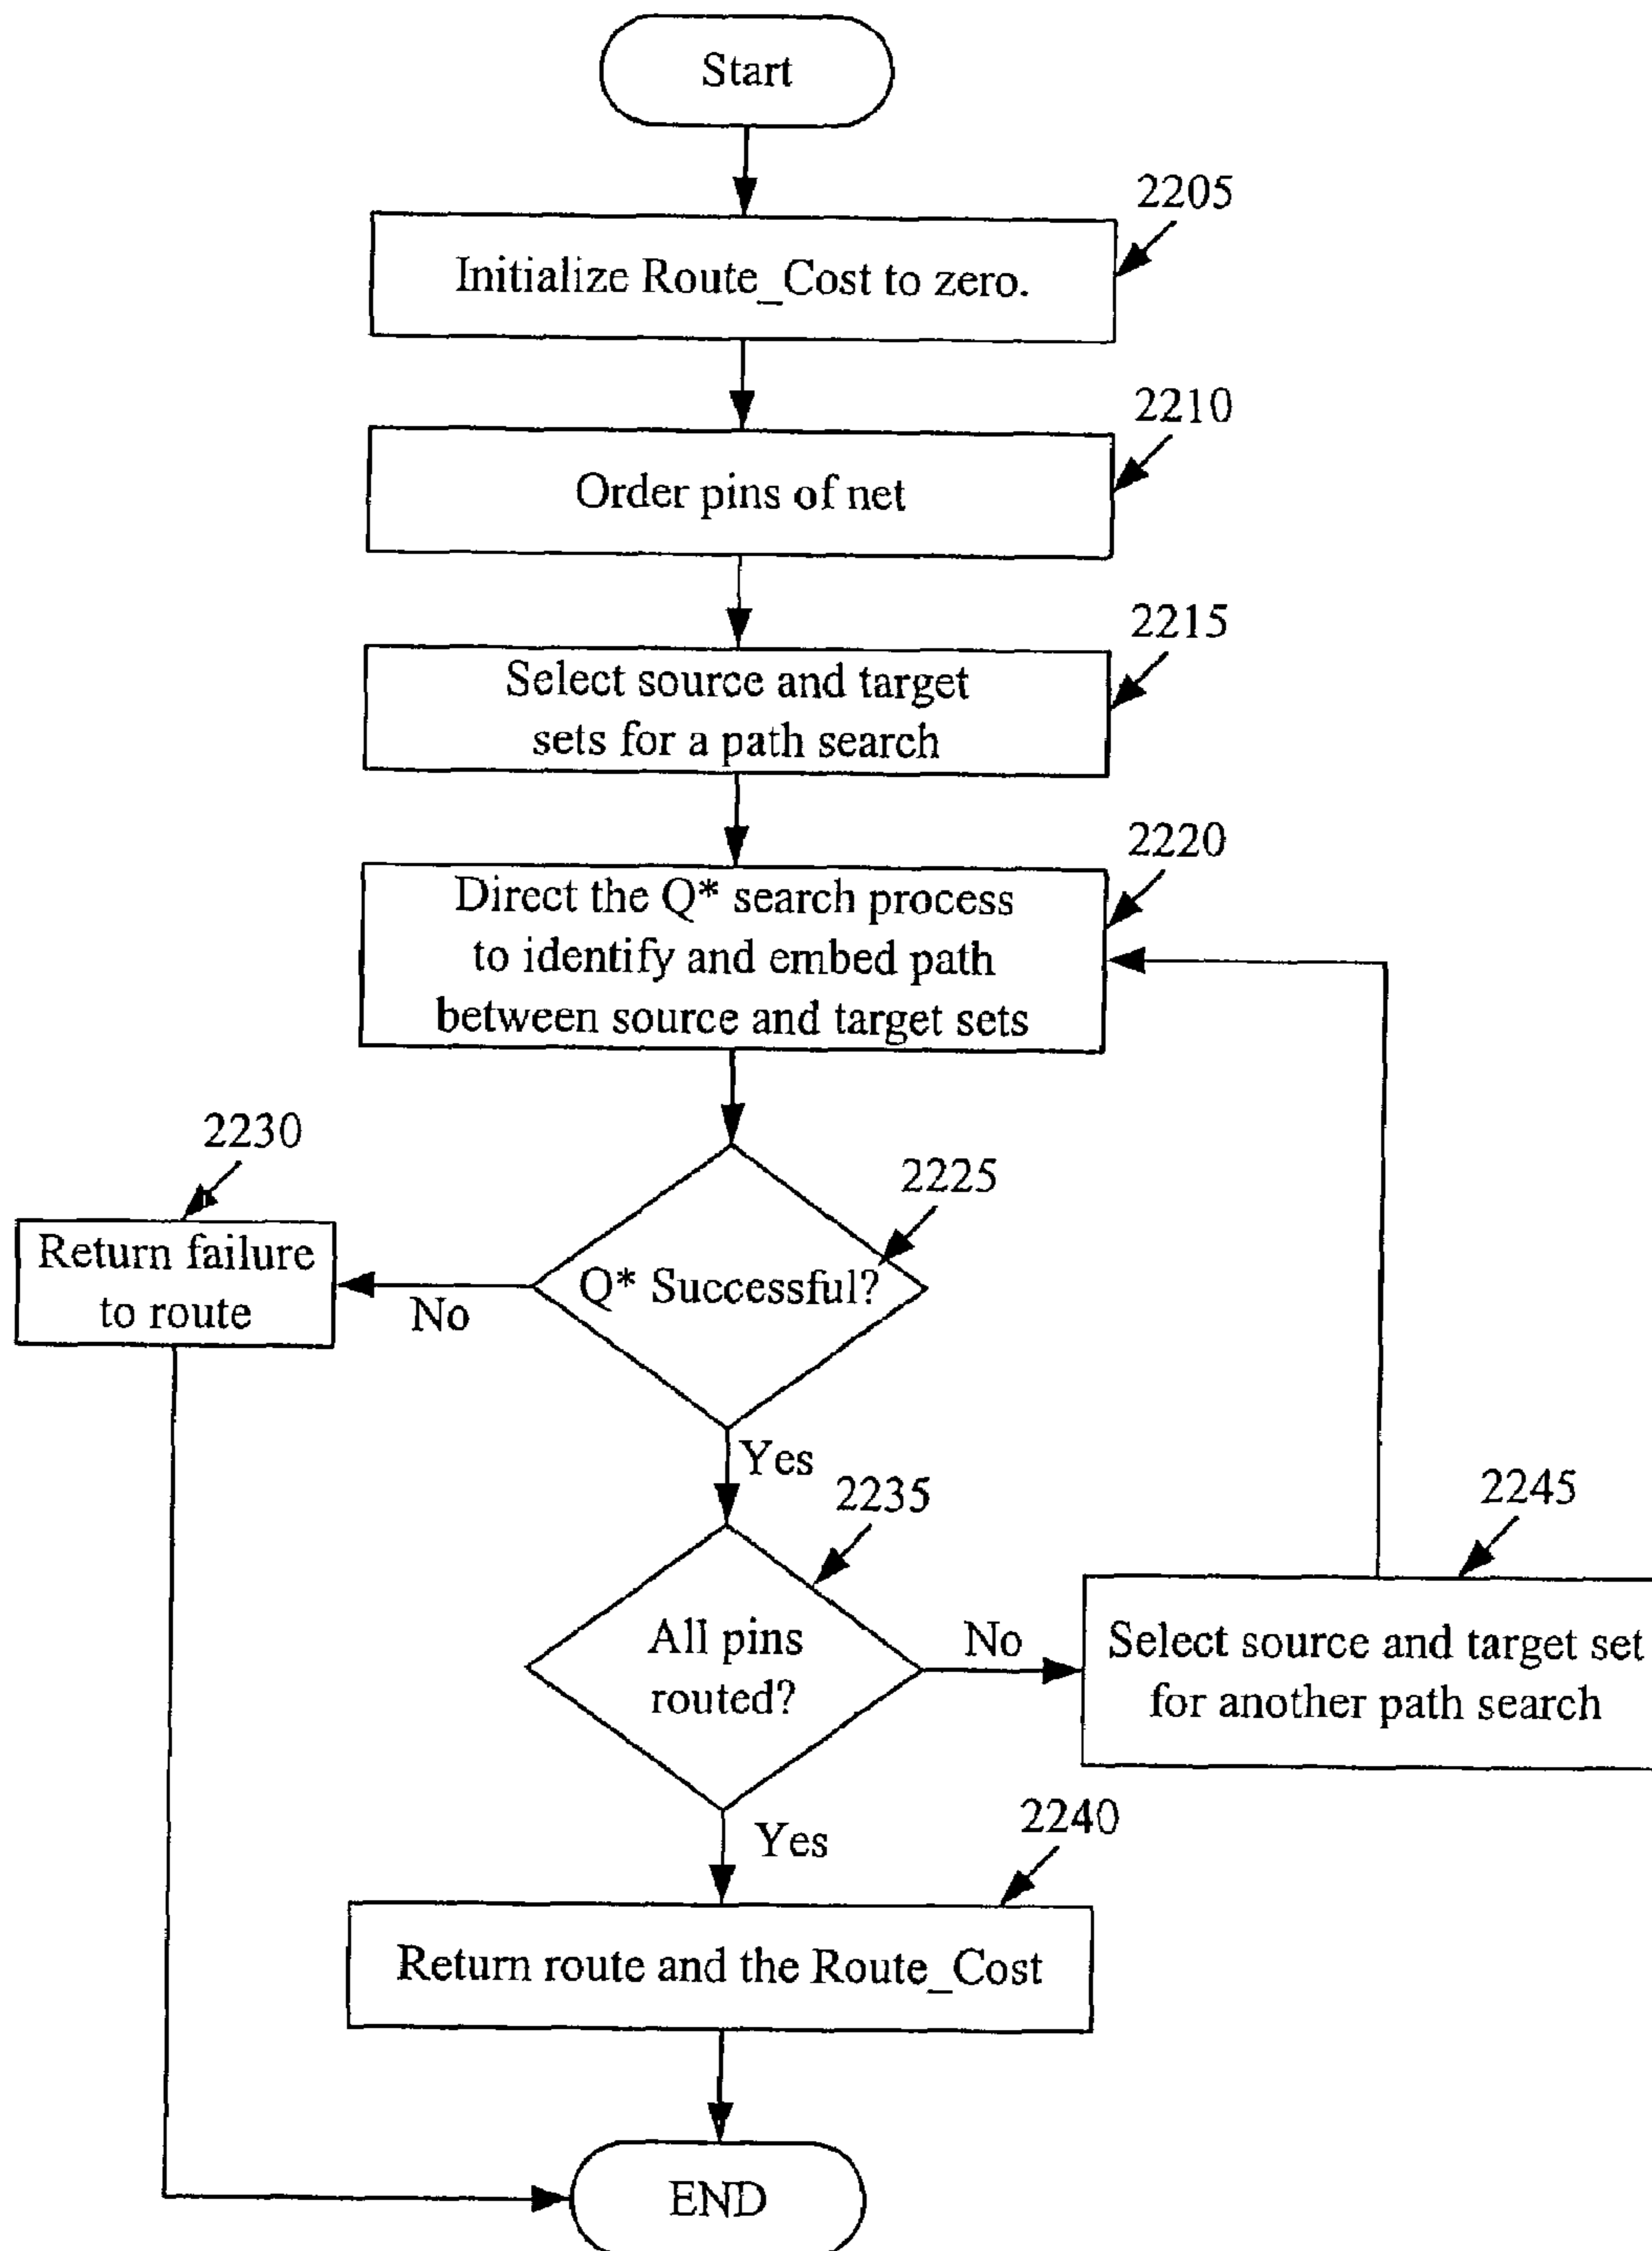 Start
2205
Initialize Route_Cost to zero.
2210
Order pins of net
2215
Select source and target
sets for a path search
2220
Direct the Q* search process
to identify and embed path
between source and target sets
2230
2225
Return failure
to route
No
Q* Successful?
Yes
2235
2245
All pins
routed?
No
Select source and target set
for another path search
Yes
2240
Return route and the Route_Cost
END